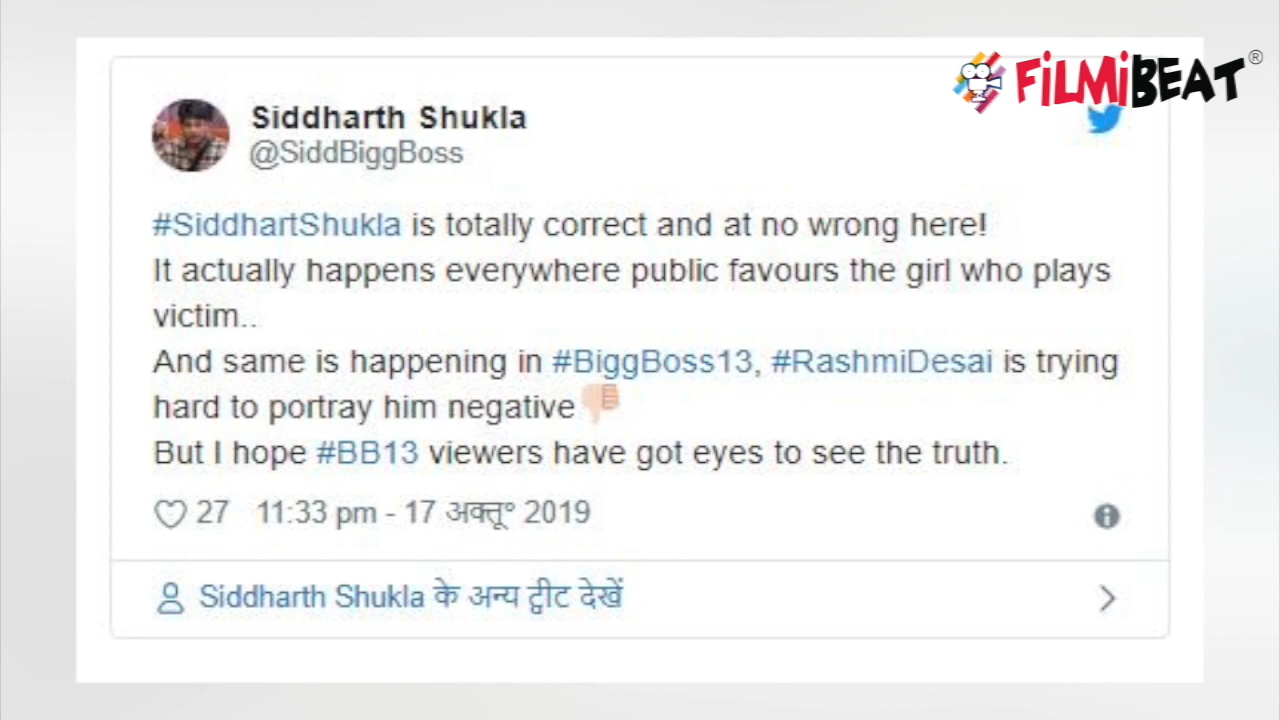 FILMiBEAT®
Siddharth Shukla
@SiddBiggBoss
#SiddhartShukla is totally correct and at no wrong here!
It actually happens everywhere public favours the girl who plays
victim..
And same is happening in #BiggBoss13, #RashmiDesai is trying
hard to portray him negative👎🏻
But I hope #BB13 viewers have got eyes to see the truth.
27 11:33 pm - 17 अक्तू॰ 2019
Siddharth Shukla के अन्य ट्वीट देखें